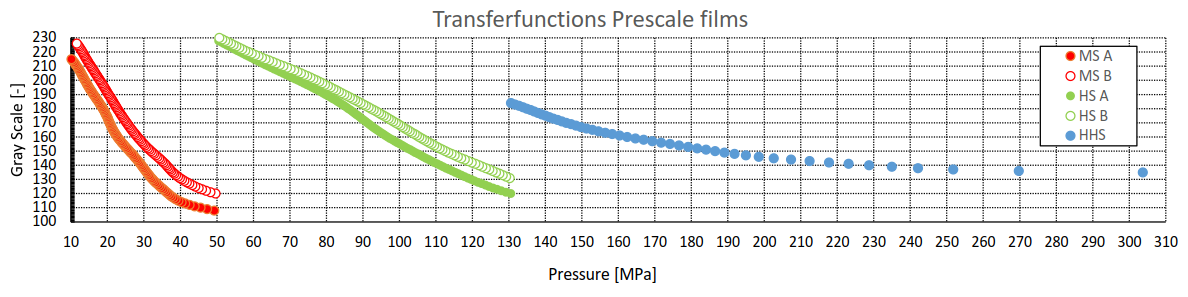 Transferfunctions Prescale films
Gray Scale [-]
230
220
210
200
190
180
170
160
150
140
130
120
110
100
MS A
MS B
HS A
HS B
HHS
10 20 30 40 50 60 70 80 90 100 110 120 130 140 150 160 170 180 190 200 210 220 230 240 250 260 270 280 290 300 310
Pressure [MPa]